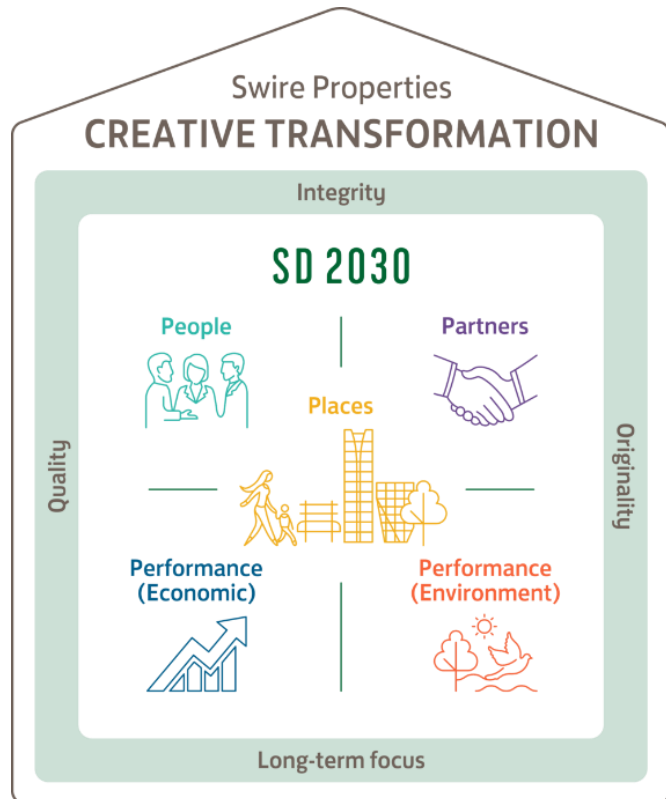 Swire Properties
CREATIVE TRANSFORMATION
Integrity
SD 2030
People
Partners
Places
Quality
Originality
Performance
(Economic)
Performance
(Environment)
Long-term focus